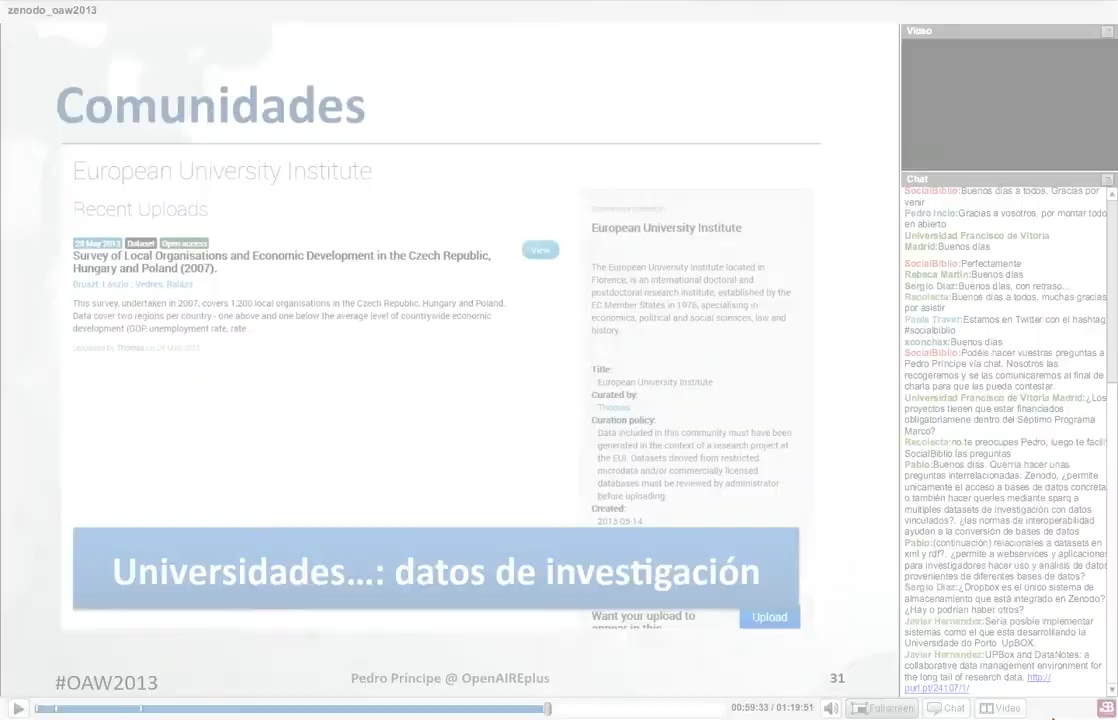 zenodo_oaw2013
Comunidades
European University Institute
Recent Uploads
28 May 2013 Dataset Open access
View
Survey of Local Organisations and Economic Development in the Czech Republic,
Hungary and Poland (2007).
Bruszt, László ; Vedres, Balázs
This survey, undertaken in 2007, covers 1,200 local organisations in the Czech Republic, Hungary and Poland.
Data cover two regions per country - one above and one below the average level of countrywide economic
development (GDP, unemployment rate, rate ...
Uploaded by Thomas on 28 May 2013
European University Institute
The European University Institute located in
Florence, is an international doctoral and
postdoctoral research institute, established by the
EC Member States in 1976, specialising in
economics, political and social sciences, law and
history.
Title:
European University Institute
Curated by:
Thomas
Curation policy:
Data included in this community must have been
generated in the context of a research project at
the EUI. Datasets derived from restricted
microdata and/or commercially licensed
databases must be reviewed by administrator
before uploading.
Created:
2013-05-14
Universidades...: datos de investigación
Want your upload to
appear in this
Upload
#OAW2013
Pedro Príncipe @ OpenAIREplus
31
Video
Chat
SocialBiblio:Buenos días a todos. Gracias por
venir
Pedro Incio:Gracias a vosotros, por montar todo
en abierto
Universidad Francisco de Vitoria
Madrid:Buenos días
SocialBiblio:Perfectamente
Rebeca Martín:Buenos días
Sergio Díaz:Buenos días, con retraso...
Recolecta:Buenos días a todos, muchas gracias
por asistir
Paula Traver:Estamos en Twitter con el hashtag
#socialbiblio
xconchax:Buenos días
SocialBiblio:Podéis hacer vuestras preguntas a
Pedro Príncipe vía chat. Nosotros las
recogeremos y se las comunicaremos al final de
charla para que las pueda contestar.
Universidad Francisco de Vitoria Madrid:¿Los
proyectos tienen que estar financiados
obligatoriamene dentro del Séptimo Programa
Marco?
Recolecta:no te preocupes Pedro, luego te facili
SocialBiblio las preguntas
Pablo:Buenos días. Querría hacer unas
preguntas interrelacionadas: Zenodo, ¿permite
unicamente el acceso a bases de datos concreta
o también hacer queries mediante sparq a
multiples datasets de investigación con datos
vinculados?, ¿las normas de interoperabilidad
ayudan a la conversión de bases de datos
Pablo:(continuación) relacionales a datasets en
xml y rdf?. ¿permite a webservices y aplicaciones
para investigadores hacer uso y análisis de datos
provenientes de diferentes bases de datos?
Sergio Díaz:¿Dropbox es el único sistema de
almacenamiento que está integrado en Zenodo?
¿Hay o podrían haber otros?
Javier Hernandez:Sería posible implementar
sistemas como el que esta desarrollando la
Universidade do Porto UpBOX.
Javier Hernandez:UPBox and DataNotes: a
collaborative data management environment for
the long tail of research data. http://
purl.pt/24107/1/
00:59:33 / 01:19:51
Fullscreen
Chat
Video